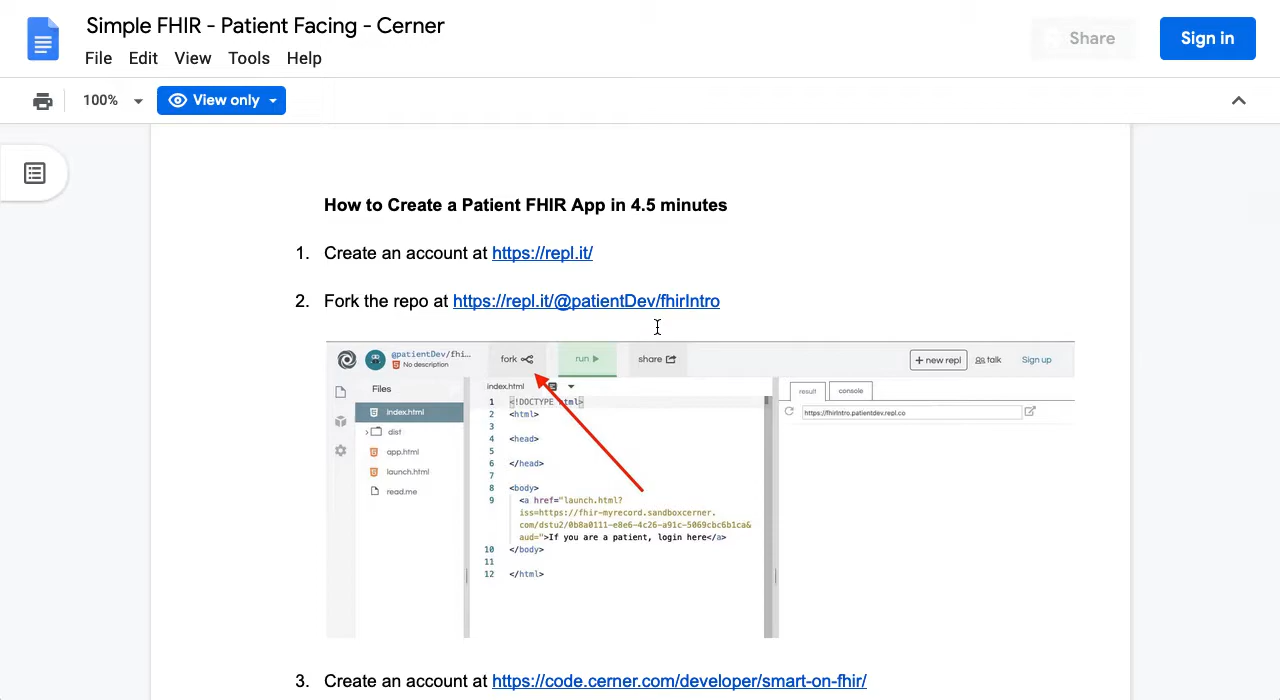 Simple FHIR - Patient Facing - Cerner
File Edit View Tools Help
Share
Sign in
100%
View only
How to Create a Patient FHIR App in 4.5 minutes
1. Create an account at https://repl.it/
2. Fork the repo at https://repl.it/@patientDev/fhirIntro
@patientDev/fhi...
No description
fork
run
share
+ new repl
talk
Sign up
Files
index.html
dist
app.html
launch.html
read.me
index.html
1 <!DOCTYPE html>
2 <html>
3
4 <head>
5
6 </head>
7
8 <body>
9 <a href="launch.html?
iss=https://fhir-myrecord.sandboxcerner.
com/dstu2/0b8a0111-e8e6-4c26-a91c-5069cbc6b1ca&
aud=">If you are a patient, login here</a>
10 </body>
11
12 </html>
result
console
https://fhirIntro.patientdev.repl.co
3. Create an account at https://code.cerner.com/developer/smart-on-fhir/